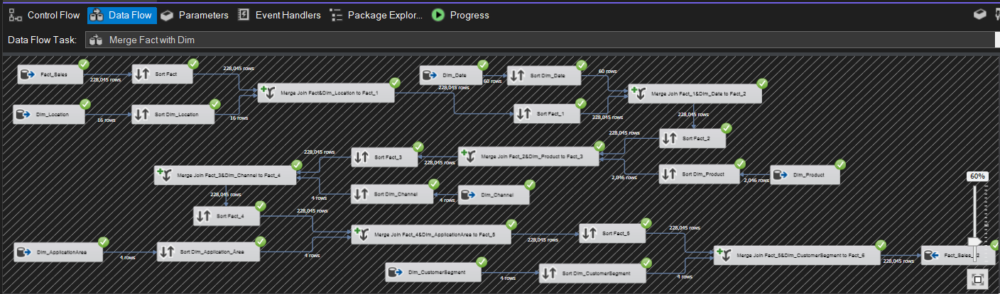 Control Flow Data Flow Parameters Event Handlers Package Explor... Progress
Data Flow Task: Merge Fact with Dim
Fact_Sales
228,045 rows
Sort Fact
228,045 rows
Dim_Location
16 rows
Sort Dim_Location
16 rows
Merge Join Fact&Dim_Location to Fact_1
228,045 rows
Dim_Date
60 rows
Sort Dim_Date
60 rows
Sort Fact_1
228,045 rows
Merge Join Fact_1&Dim_Date to Fact_2
228,045 rows
Sort Fact_2
228,045 rows
Dim_Product
2,046 rows
Sort Dim_Product
2,046 rows
Merge Join Fact_2&Dim_Product to Fact_3
228,045 rows
Sort Fact_3
228,045 rows
Dim_Channel
4 rows
Sort Dim_Channel
4 rows
Merge Join Fact_3&Dim_Channel to Fact_4
228,045 rows
Sort Fact_4
228,045 rows
Dim_ApplicationArea
4 rows
Sort Dim_Application_Area
4 rows
Merge Join Fact_4&Dim_ApplicationArea to Fact_5
228,045 rows
Sort Fact_5
228,045 rows
Dim_CustomerSegment
4 rows
Sort Dim_CustomerSegment
4 rows
Merge Join Fact_5&Dim_CustomerSegment to Fact_6
228,045 rows
60%